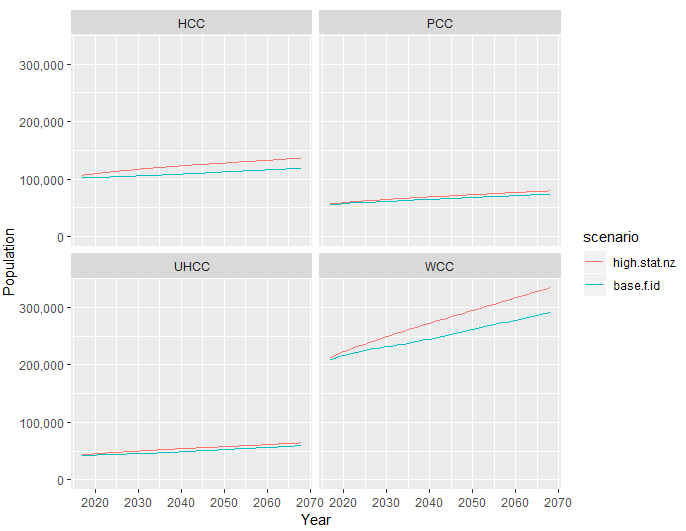 HCC
PCC
300,000
200,000
100,000
0
Population
UHCC
WCC
300,000
200,000
100,000
0
2020 2030 2040 2050 2060 2070 2020 2030 2040 2050 2060 2070
Year
scenario
high.stat.nz
base.f.id